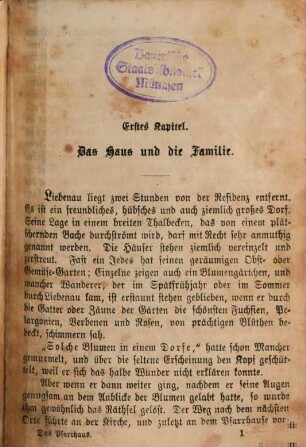 Bayerische
Staatsbibliothek
München
Erstes Kapitel.
Das Haus und die Familie.
Liebenau liegt zwei Stunden von der Residenz entfernt.
Es ist ein freundliches, hübsches und auch ziemlich großes Dorf.
Seine Lage in einem breiten Thalbecken, das von einem plät-
schernden Bache durchströmt wird, darf mit Recht sehr anmuthig
genannt werden. Die Häuser stehen ziemlich vereinzelt und
zerstreut. Fast ein Jedes hat seinen geräumigen Obst- oder
Gemüse-Garten; Einzelne zeigen auch ein Blumengärtchen, und
mancher Wanderer, der im Spätfrühjahr oder im Sommer
durch Liebenau kam, ist erstaunt stehen geblieben, wenn er durch
die Gatter oder Zäune der Gärten die schönsten Fuchsien, Pe-
largonien, Verbenen und Rosen, von prächtigen Blüthen be-
deckt, schimmern sah.
„Solche Blumen in einem Dorfe,“ hatte schon Mancher
gemurmelt, und über die seltene Erscheinung den Kopf geschüt-
telt, weil er sich das halbe Wunder nicht erklären konnte.
Aber wenn er dann weiter ging, nachdem er seine Augen
genugsam an dem Anblicke der Blumen gelabt hatte, so wurde
ihm gewöhnlich das Räthsel gelöst. Der Weg durch nach
Orte führte an der Kirche, und zuletzt an dem Pfarrhause vor-
Das Pfarrhaus. 1